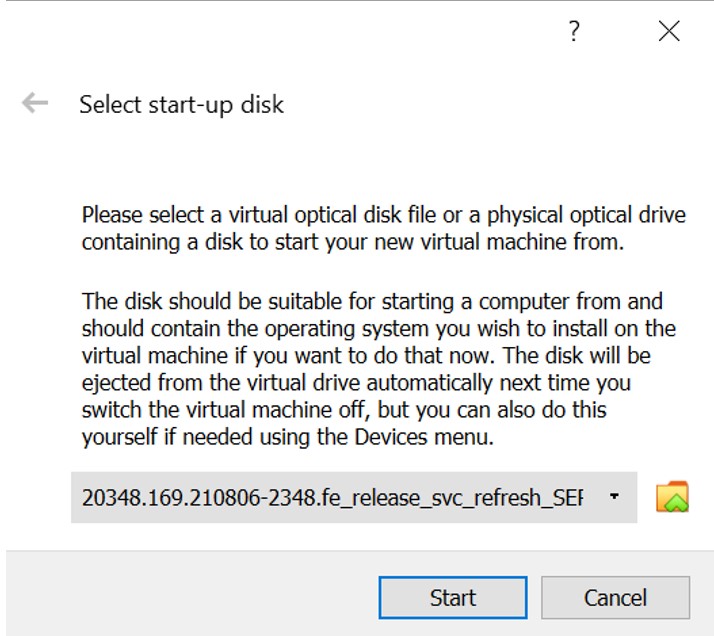 ?
Select start-up disk
Please select a virtual optical disk file or a physical optical drive
containing a disk to start your new virtual machine from.
The disk should be suitable for starting a computer from and
should contain the operating system you wish to install on the
virtual machine if you want to do that now. The disk will be
ejected from the virtual drive automatically next time you
switch the virtual machine off, but you can also do this
yourself if needed using the Devices menu.
20348.169.210806-2348.fe_release_svc_refresh_SEF
Start Cancel